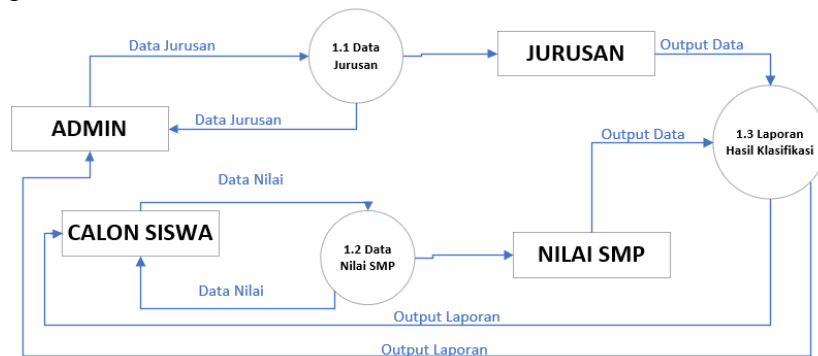 Data Jurusan
1.1 Data
Jurusan
JURUSAN
Output Data
ADMIN
Data Jurusan
Output Data
1.3 Laporan
Hasil Klasifikasi
Data Nilai
CALON SISWA
1.2 Data
Nilai SMP
NILAI SMP
Data Nilai
Output Laporan
Output Laporan